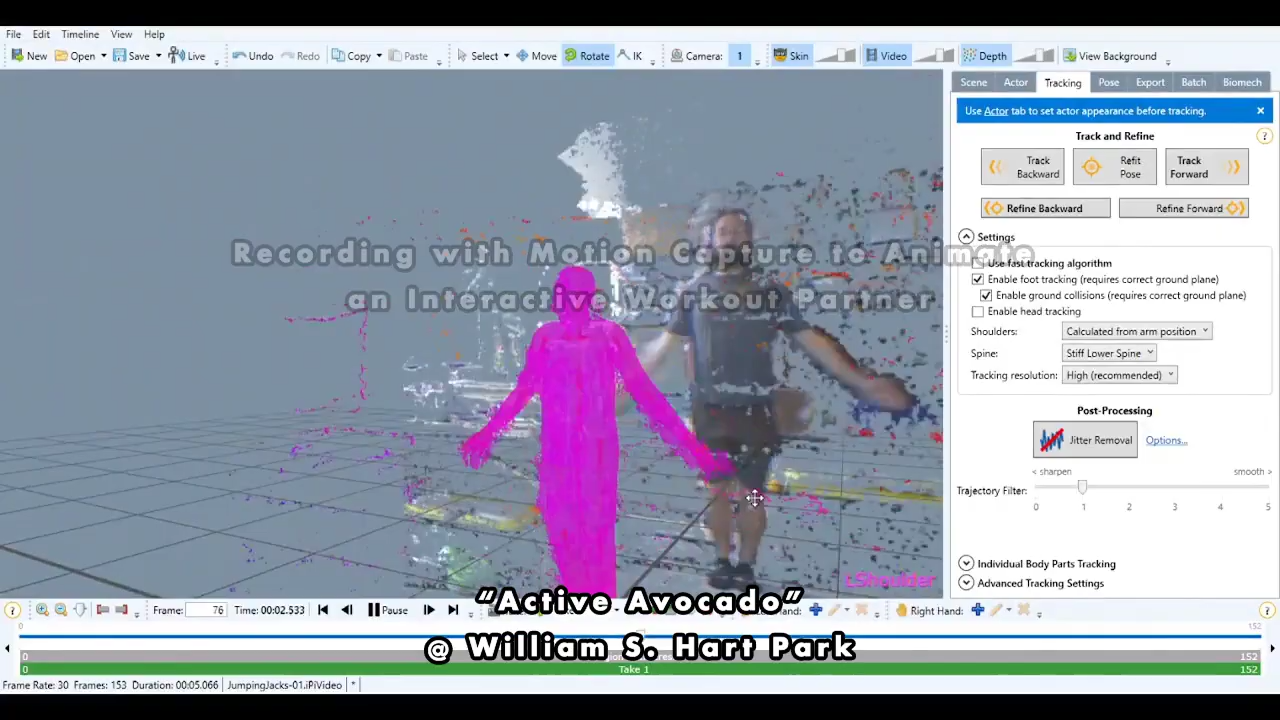 File Edit Timeline View Help
New Open Save Live Undo Redo Copy Paste Select Move Rotate IK Camera: 1 Skin Video Depth View Background
Scene Actor Tracking Pose Export Batch Biomech
Use Actor tab to set actor appearance before tracking.
Track and Refine
Track Backward
Refit Pose
Track Forward
Refine Backward Refine Forward
Settings
Recording with Motion Capture to Animate
an Interactive Workout Partner
Use fast tracking algorithm
Enable foot tracking (requires correct ground plane)
Enable ground collisions (requires correct ground plane)
Enable head tracking
Shoulders: Calculated from arm position
Spine: Stiff Lower Spine
Tracking resolution: High (recommended)
Post-Processing
Jitter Removal Options...
< sharpen smooth >
Trajectory Filter:
0 1 2 3 4 5
Individual Body Parts Tracking
Advanced Tracking Settings
LShoulder
“Active Avocado”
@ William S. Hart Park
Frame: 76 Time: 00:02.533 Pause Hand: Right Hand:
0 152
0 152
0 Take 1 152
Frame Rate: 30 Frames: 153 Duration: 00:05.066 JumpingJacks-01.iPiVideo *